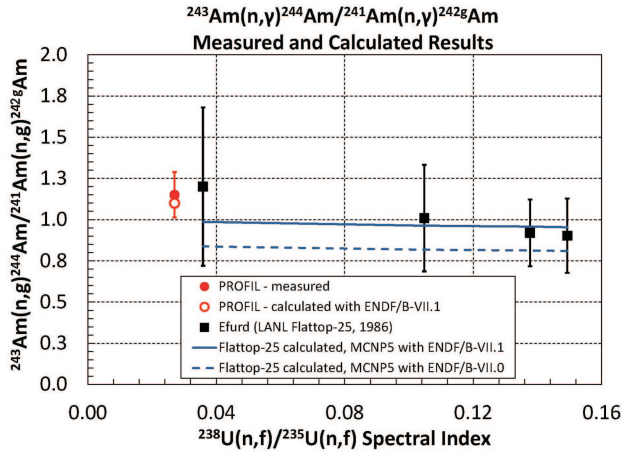 ²⁴³Am(n,γ)²⁴⁴Am/²⁴¹Am(n,γ)²⁴²ᵍAm
Measured and Calculated Results
²⁴³Am(n,g)²⁴⁴Am/²⁴¹Am(n,g)²⁴²ᵍAm
2.0
1.8
1.5
1.3
1.0
0.8
0.5
0.3
0.0
PROFIL - measured
PROFIL - calculated with ENDF/B-VII.1
Efurd (LANL Flattop-25, 1986)
Flattop-25 calculated, MCNP5 with ENDF/B-VII.1
Flattop-25 calculated, MCNP5 with ENDF/B-VII.0
0.00 0.04 0.08 0.12 0.16
²³⁸U(n,f)/²³⁵U(n,f) Spectral Index